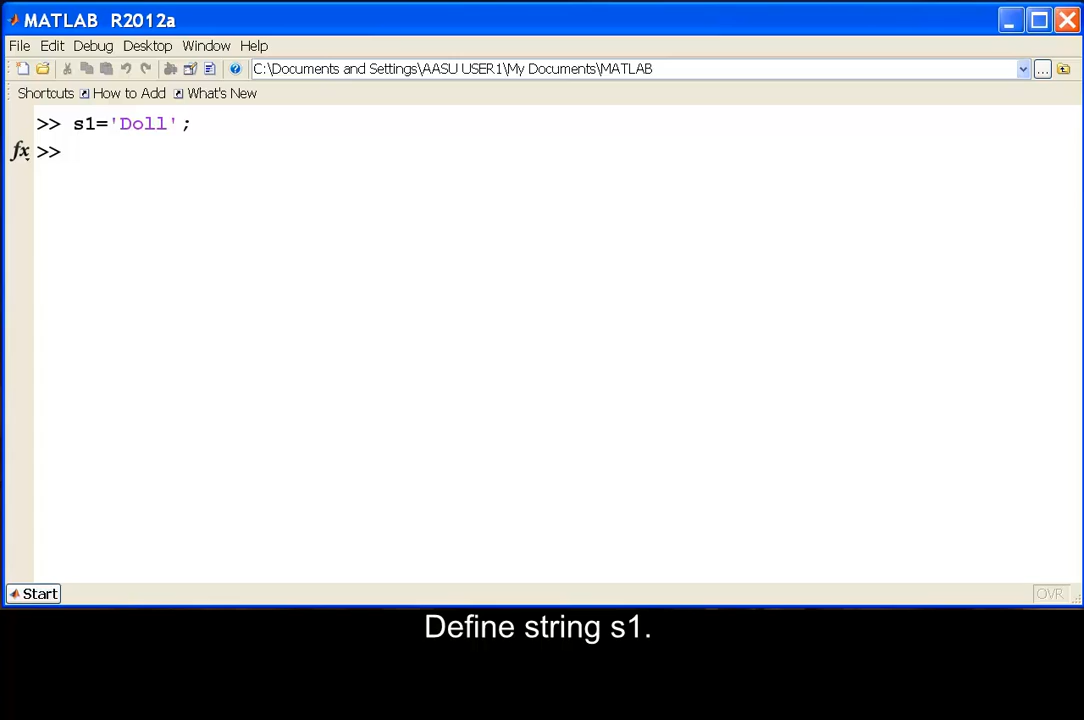 MATLAB R2012a
File Edit Debug Desktop Window Help
C:\Documents and Settings\AASU USER1\My Documents\MATLAB
Shortcuts How to Add What's New
>> s1='Doll';
fx >>
Start
OVR
Define string s1.